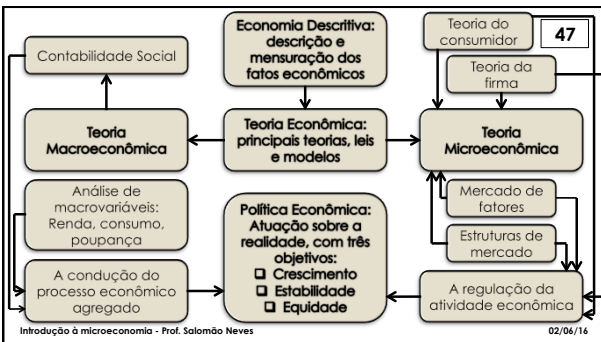 Economia Descritiva:
descrição e
mensuração dos
fatos econômicos
Teoria do
consumidor
47
Contabilidade Social
Teoria da
firma
Teoria
Macroeconômica
Teoria Econômica:
principais teorias, leis
e modelos
Teoria
Microeconômica
Análise de
macrovariáveis:
Renda, consumo,
poupança
Política Econômica:
Atuação sobre a
realidade, com três
objetivos:
Crescimento
Estabilidade
Equidade
Mercado de
fatores
Estruturas de
mercado
A condução do
processo econômico
agregado
A regulação da
atividade econômica
Introdução à microeconomia - Prof. Salomão Neves
02/06/16